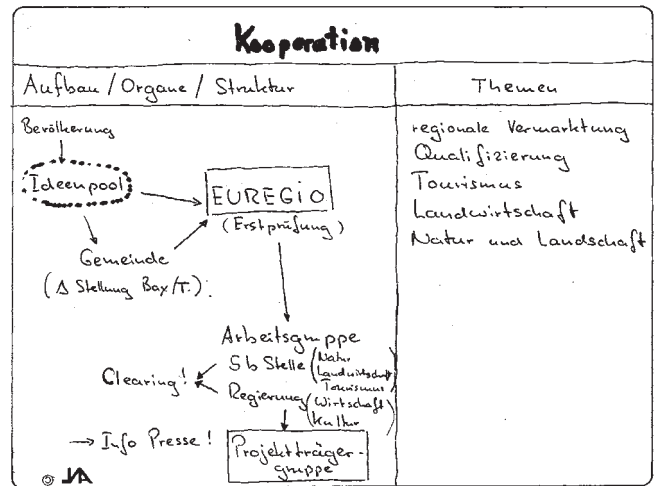 Kooperation
Aufbau / Organe / Struktur
Themen
Bevölkerung
Ideenpool
EUREGIO
(Erstprüfung)
Gemeinde
(Δ Stellung Bay/T.)
regionale Vermarktung
Qualifizierung
Tourismus
Landwirtschaft
Natur und Landschaft
Arbeitsgruppe
Sb Stelle (Natur
Landwirtschaft
Tourismus)
Clearing!
Regierung (Wirtschaft
Kultur)
→ Info Presse!
Projektträger-
gruppe
©